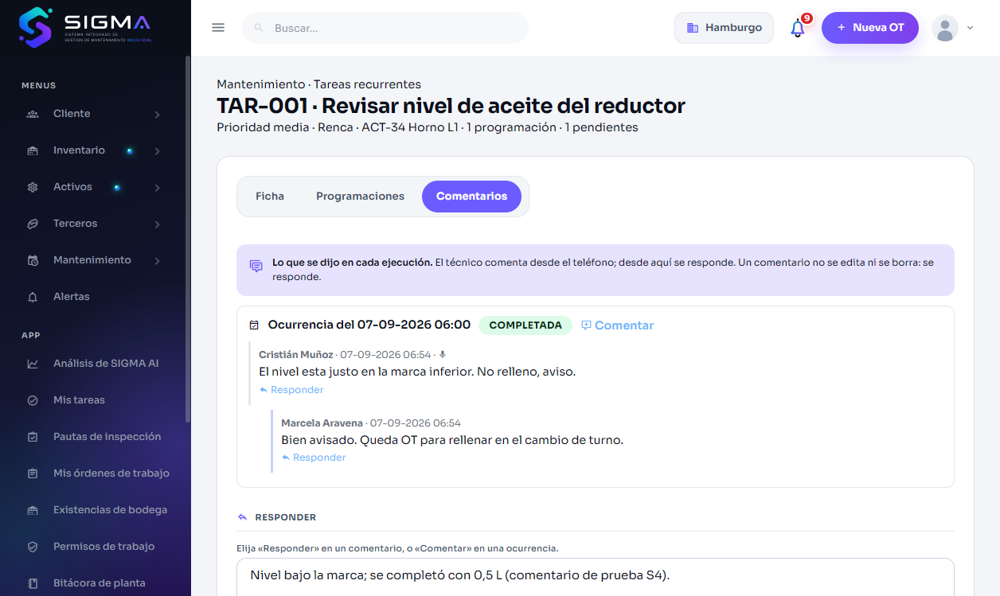 SIGMA
SISTEMA INTEGRADO DE
GESTIÓN DE MANTENIMIENTO INDUSTRIAL
Buscar...
Hamburgo
9
+ Nueva OT
MENUS
Cliente
Inventario
Activos
Terceros
Mantenimiento
Alertas
APP
Análisis de SIGMA AI
Mis tareas
Pautas de inspección
Mis órdenes de trabajo
Existencias de bodega
Permisos de trabajo
Bitácora de planta
Mantenimiento · Tareas recurrentes
TAR-001 · Revisar nivel de aceite del reductor
Prioridad media · Renca · ACT-34 Horno L1 · 1 programación · 1 pendientes
Ficha
Programaciones
Comentarios
Lo que se dijo en cada ejecución. El técnico comenta desde el teléfono; desde aquí se responde. Un comentario no se edita ni se borra: se
responde.
Ocurrencia del 07-09-2026 06:00 COMPLETADA Comentar
Cristián Muñoz · 07-09-2026 06:54 ·
El nivel esta justo en la marca inferior. No relleno, aviso.
Responder
Marcela Aravena · 07-09-2026 06:54
Bien avisado. Queda OT para rellenar en el cambio de turno.
Responder
RESPONDER
Elija «Responder» en un comentario, o «Comentar» en una ocurrencia.
Nivel bajo la marca; se completó con 0,5 L (comentario de prueba S4).